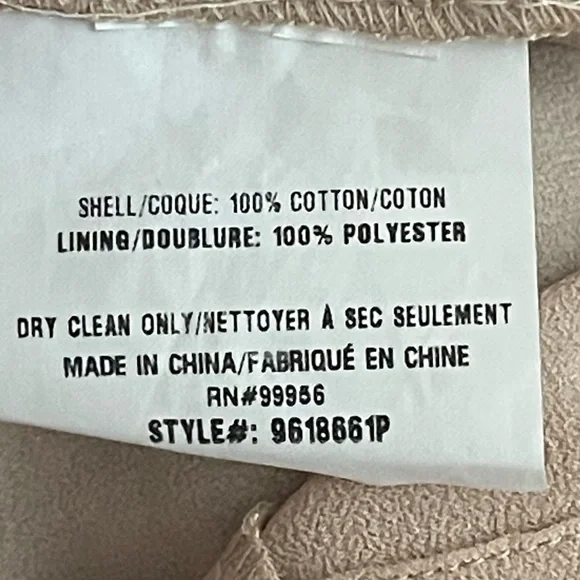 SHELL/COQUE: 100% COTTON/COTON
LINING/DOUBLURE: 100% POLYESTER
DRY CLEAN ONLY/NETTOYER À SEC SEULEMENT
MADE IN CHINA/FABRIQUÉ EN CHINE
RN#99956
STYLE#: 9618661P